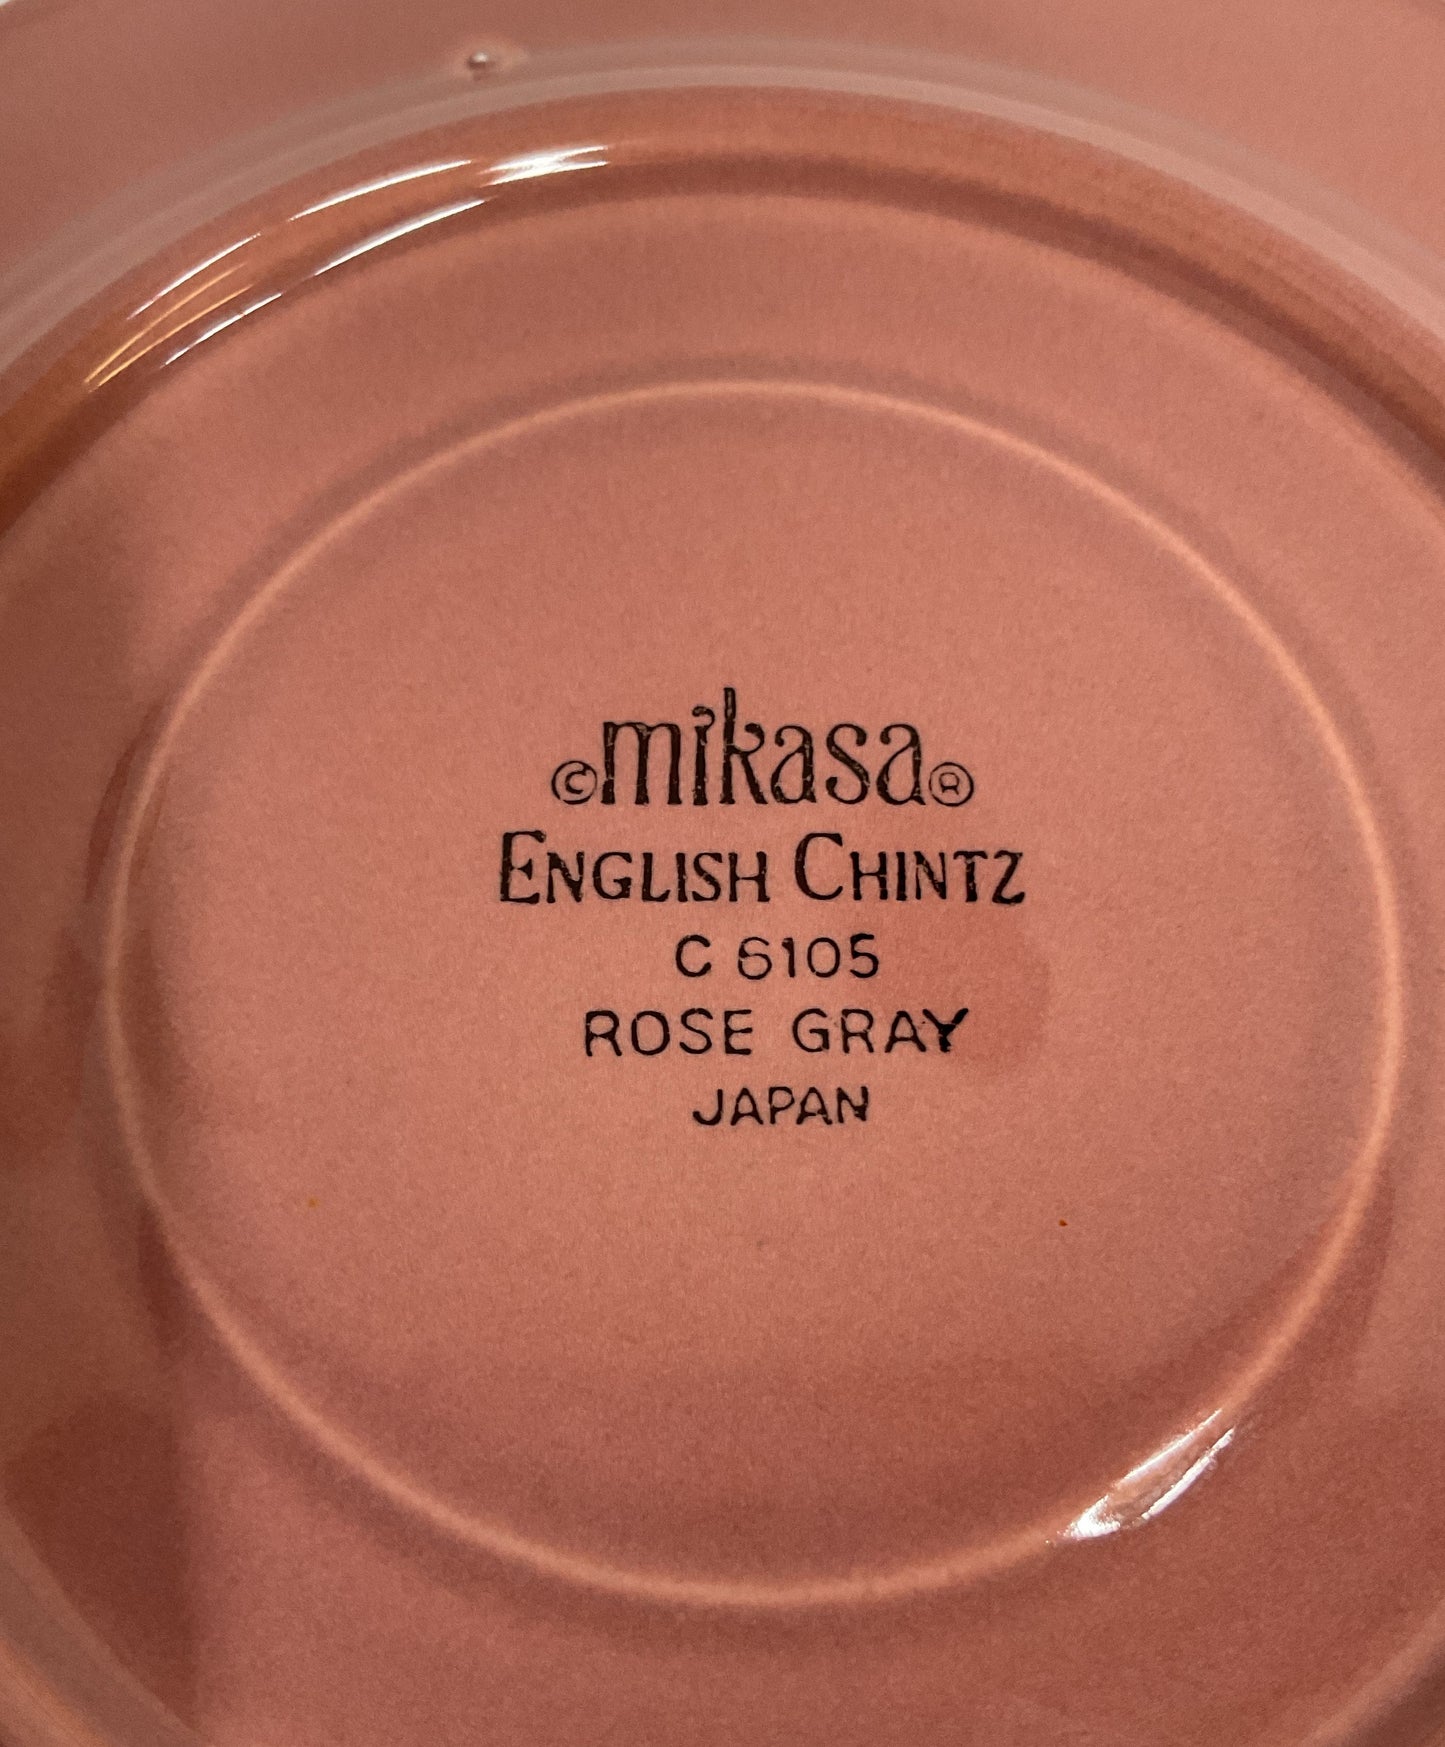 ©mikasa®
ENGLISH CHINTZ
C 6105
ROSE GRAY
JAPAN